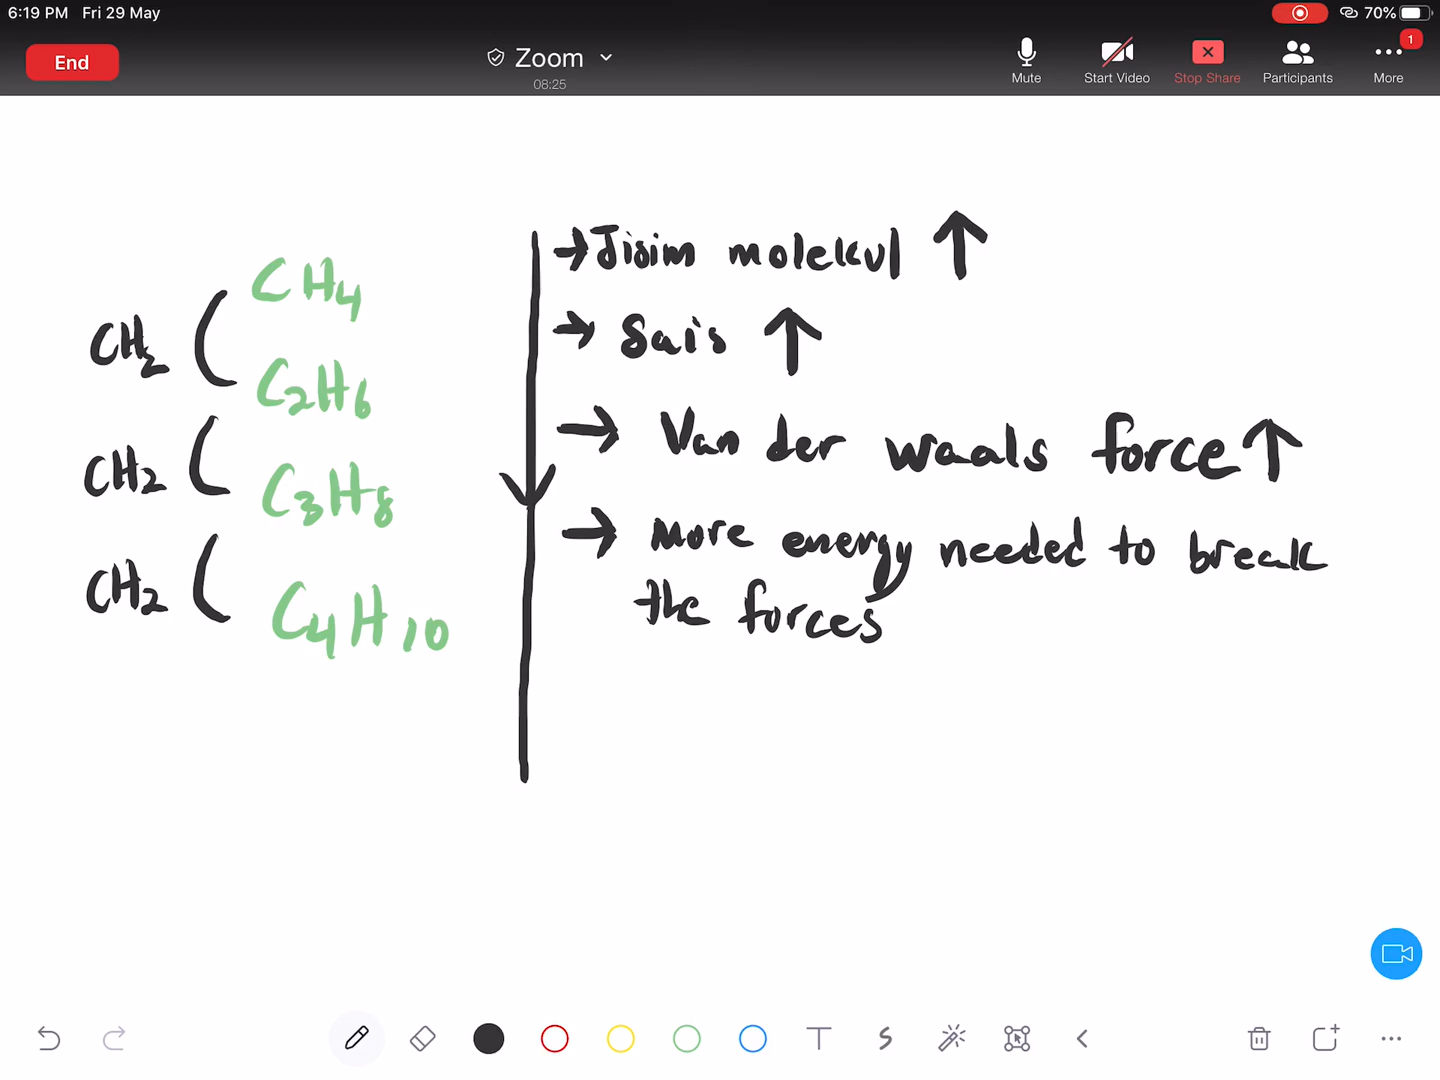 6:19 PM Fri 29 May
70%
End
Zoom
08:25
Mute
Start Video
Stop Share
Participants
More
1
CH4
CH2
C2H6
CH2
C3H8
CH2
C4H10
→ Jisim molekul ↑
→ Sais ↑
→ Van der waals force ↑
→ More energy needed to break
the forces
T